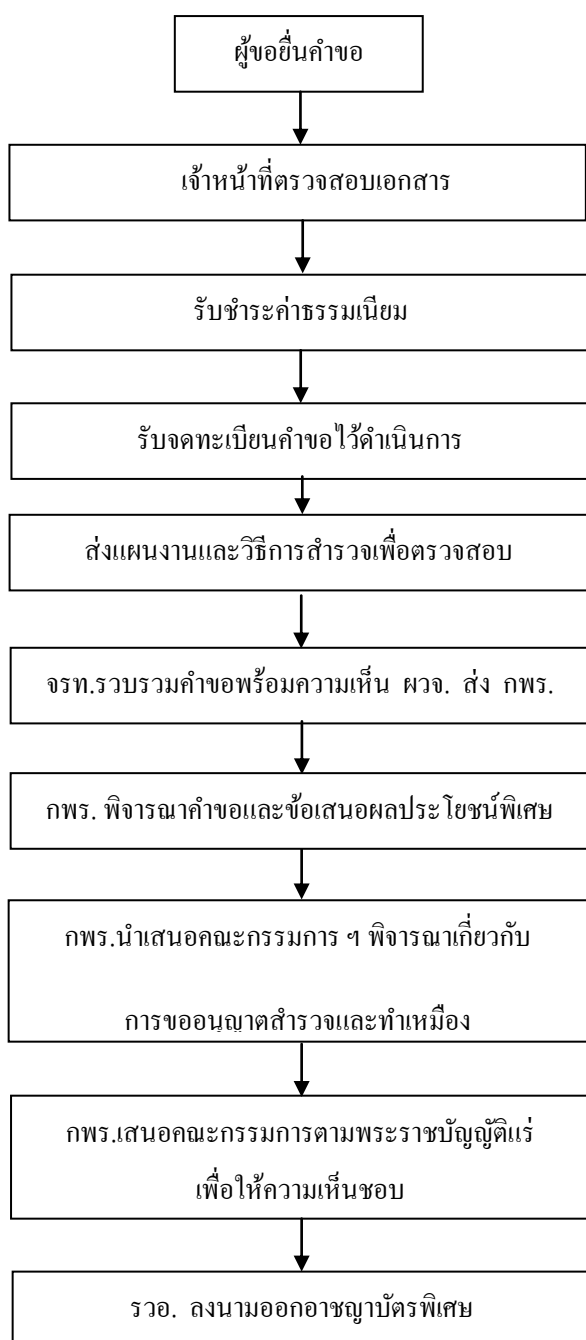 ผู้ขอยื่นคำขอ
เจ้าหน้าที่ตรวจสอบเอกสาร
รับชำระค่าธรรมเนียม
รับจดทะเบียนคำขอไว้ดำเนินการ
ส่งแผนงานและวิธีการสำรวจเพื่อตรวจสอบ
จรท.รวบรวมคำขอพร้อมความเห็น ผวจ. ส่ง กพร.
กพร. พิจารณาคำขอและข้อเสนอผลประโยชน์พิเศษ
กพร.นำเสนอคณะกรรมการ ฯ พิจารณาเกี่ยวกับ
การขออนุญาตสำรวจและทำเหมือง
กพร.เสนอคณะกรรมการตามพระราชบัญญัติแร่
เพื่อให้ความเห็นชอบ
รวอ. ลงนามออกอาชญาบัตรพิเศษ